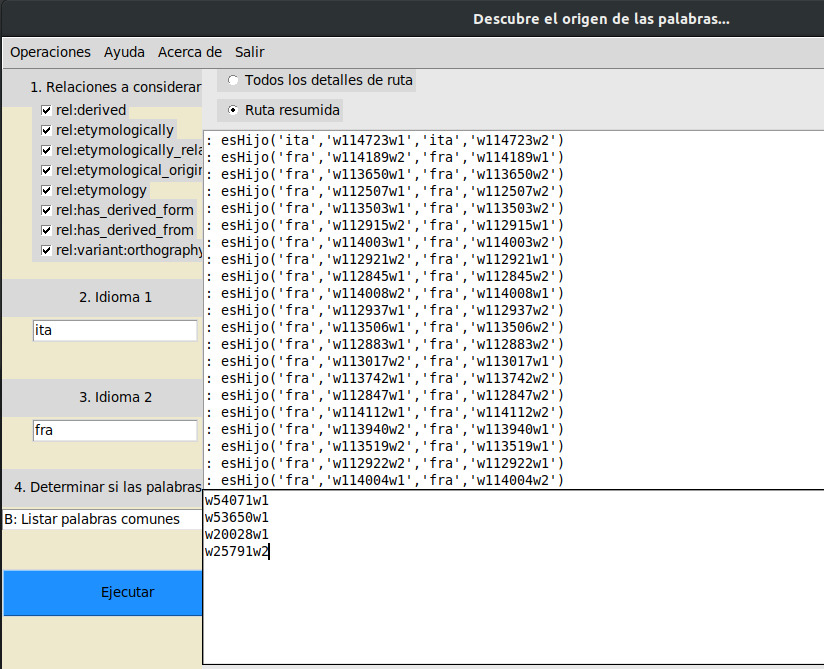 Descubre el origen de las palabras...
Operaciones Ayuda Acerca de Salir
1. Relaciones a considerar
rel:derived
rel:etymologically
rel:etymologically_rela
rel:etymological_origin
rel:etymology
rel:has_derived_form
rel:has_derived_from
rel:variant:orthography
2. Idioma 1
ita
3. Idioma 2
fra
4. Determinar si las palabras
B: Listar palabras comunes
Ejecutar
Todos los detalles de ruta
Ruta resumida
: esHijo('ita','w114723w1','ita','w114723w2')
: esHijo('fra','w114189w2','fra','w114189w1')
: esHijo('fra','w113650w1','fra','w113650w2')
: esHijo('fra','w112507w1','fra','w112507w2')
: esHijo('fra','w113503w1','fra','w113503w2')
: esHijo('fra','w112915w2','fra','w112915w1')
: esHijo('fra','w114003w1','fra','w114003w2')
: esHijo('fra','w112921w2','fra','w112921w1')
: esHijo('fra','w112845w1','fra','w112845w2')
: esHijo('fra','w114008w2','fra','w114008w1')
: esHijo('fra','w112937w1','fra','w112937w2')
: esHijo('fra','w113506w1','fra','w113506w2')
: esHijo('fra','w112883w1','fra','w112883w2')
: esHijo('fra','w113017w2','fra','w113017w1')
: esHijo('fra','w113742w1','fra','w113742w2')
: esHijo('fra','w112847w1','fra','w112847w2')
: esHijo('fra','w114112w1','fra','w114112w2')
: esHijo('fra','w113940w2','fra','w113940w1')
: esHijo('fra','w113519w2','fra','w113519w1')
: esHijo('fra','w112922w2','fra','w112922w1')
: esHijo('fra','w114004w1','fra','w114004w2')
w54071w1
w53650w1
w20028w1
w25791w2